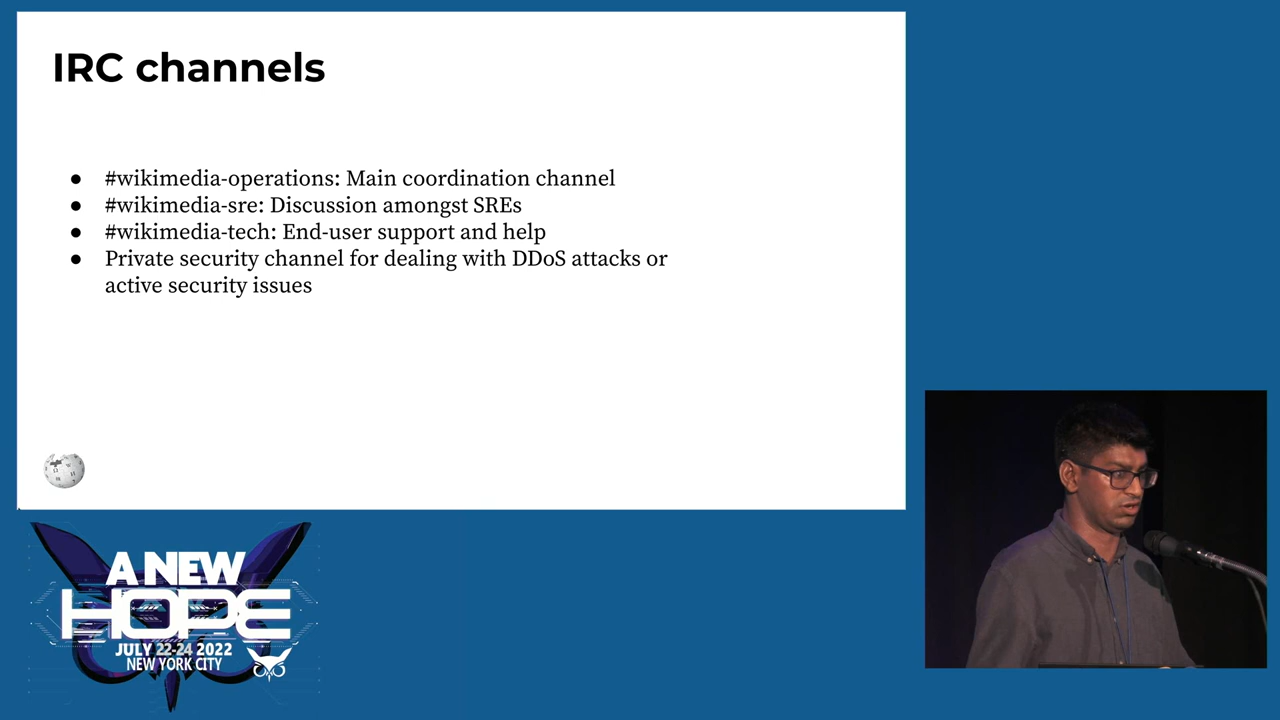 IRC channels
● #wikimedia-operations: Main coordination channel
● #wikimedia-sre: Discussion amongst SREs
● #wikimedia-tech: End-user support and help
● Private security channel for dealing with DDoS attacks or
active security issues
A NEW
HOPE
JULY 22-24 2022
NEW YORK CITY